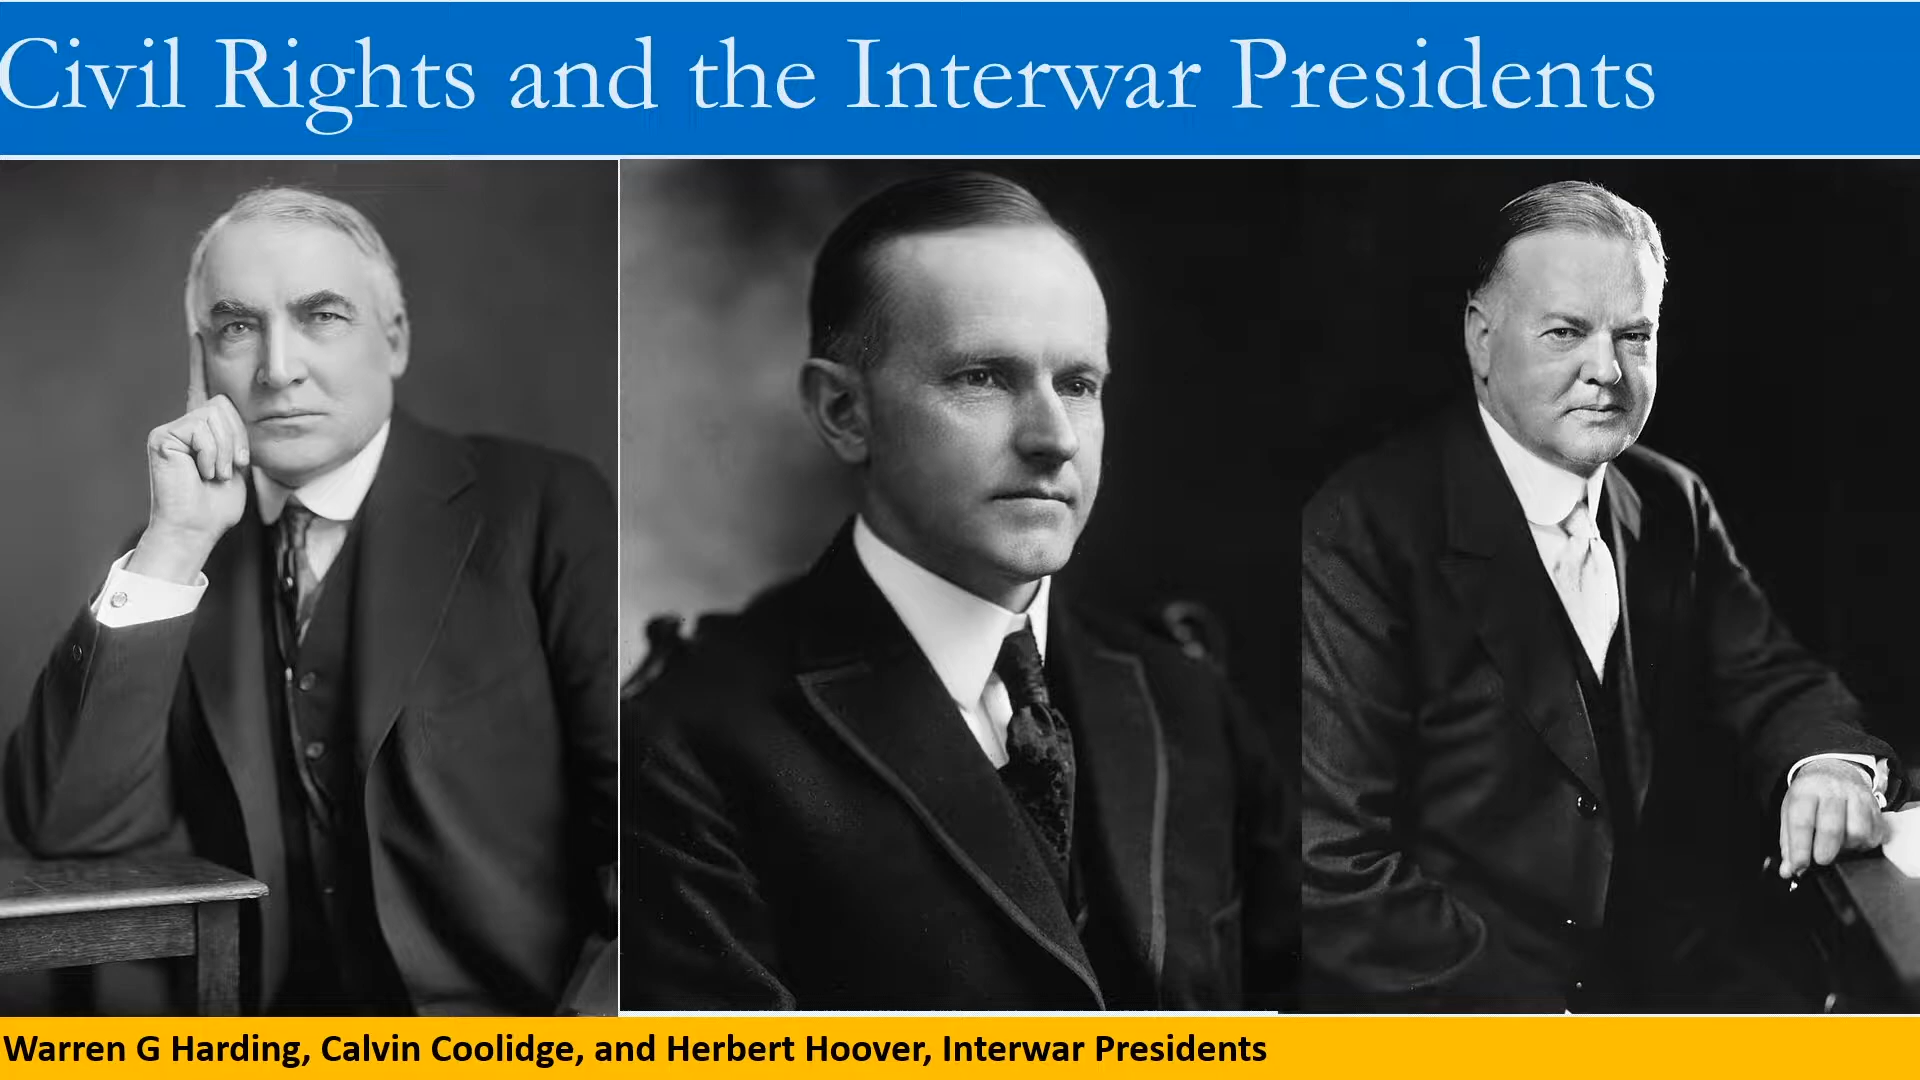 Civil Rights and the Interwar Presidents
Warren G Harding, Calvin Coolidge, and Herbert Hoover, Interwar Presidents